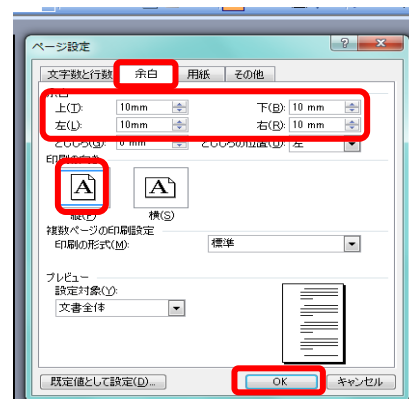 ページ設定
文字数と行数 余白 用紙 その他
余白
上(T): 10mm 下(B): 10 mm
左(L): 10mm 右(R): 10 mm
とじしろ(G): 0 mm とじしろの位置(U): 左
印刷の向き
A A
縦(P) 横(S)
複数ページの印刷設定
印刷の形式(M): 標準
プレビュー
設定対象(Y):
文書全体
既定値として設定(D)... OK キャンセル